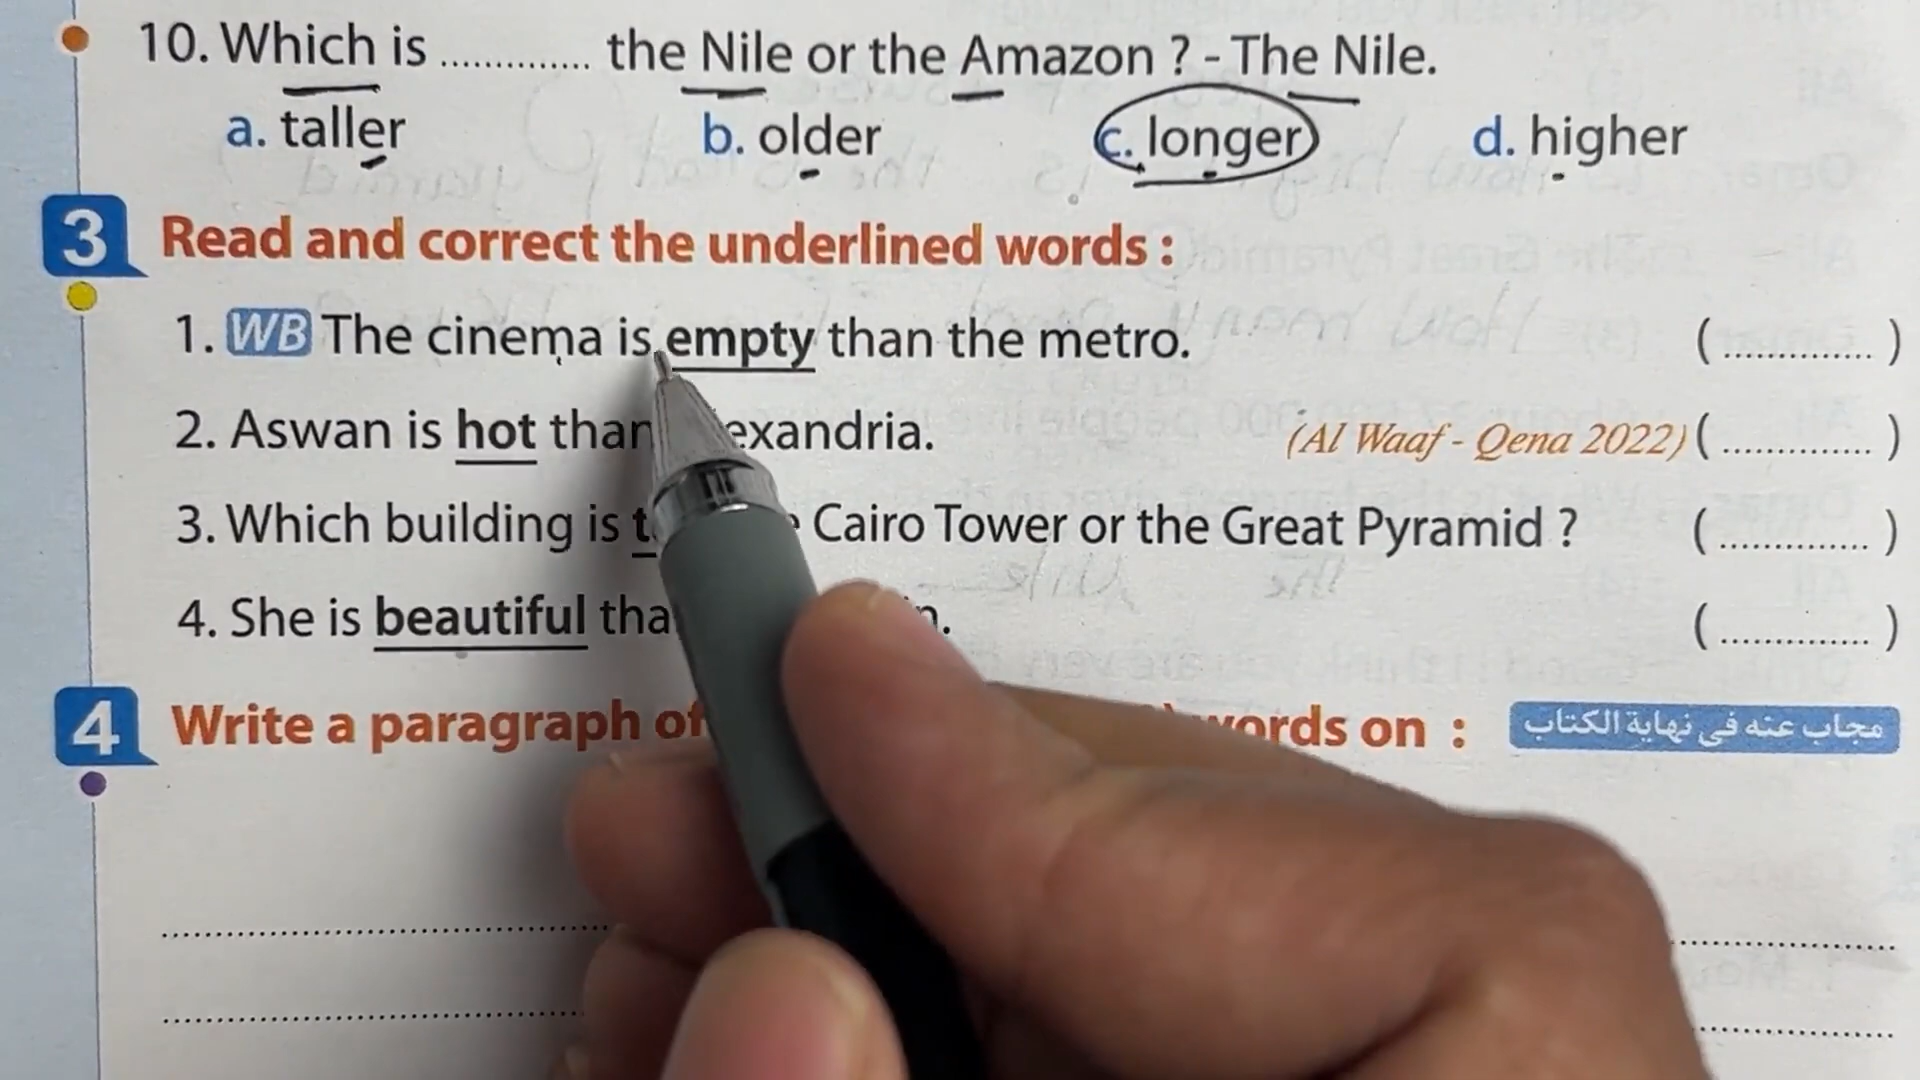 10. Which is .............. the Nile or the Amazon ? - The Nile.
a. taller b. older c. longer d. higher
3 Read and correct the underlined words :
1. WB The cinema is empty than the metro. (..............)
2. Aswan is hot than exandria. (Al Waaf - Qena 2022) (..............)
3. Which building is Cairo Tower or the Great Pyramid ? (..............)
4. She is beautiful (..............)
4 Write a paragraph of words on : مجاب عنه فى نهاية الكتاب